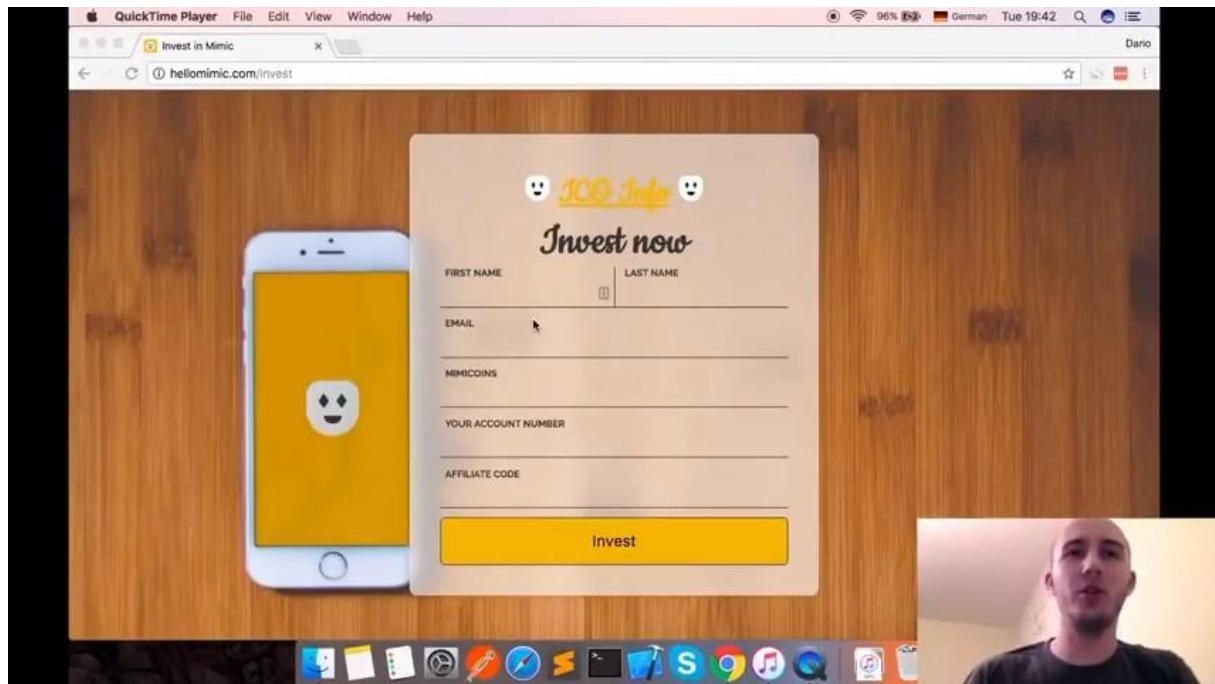 QuickTime Player File Edit View Window Help 96% German Tue 19:42
Invest in Mimic × Dario
hellomimic.com/invest
ICO Info
Invest now
FIRST NAME LAST NAME
EMAIL
MIMICOINS
YOUR ACCOUNT NUMBER
AFFILIATE CODE
Invest